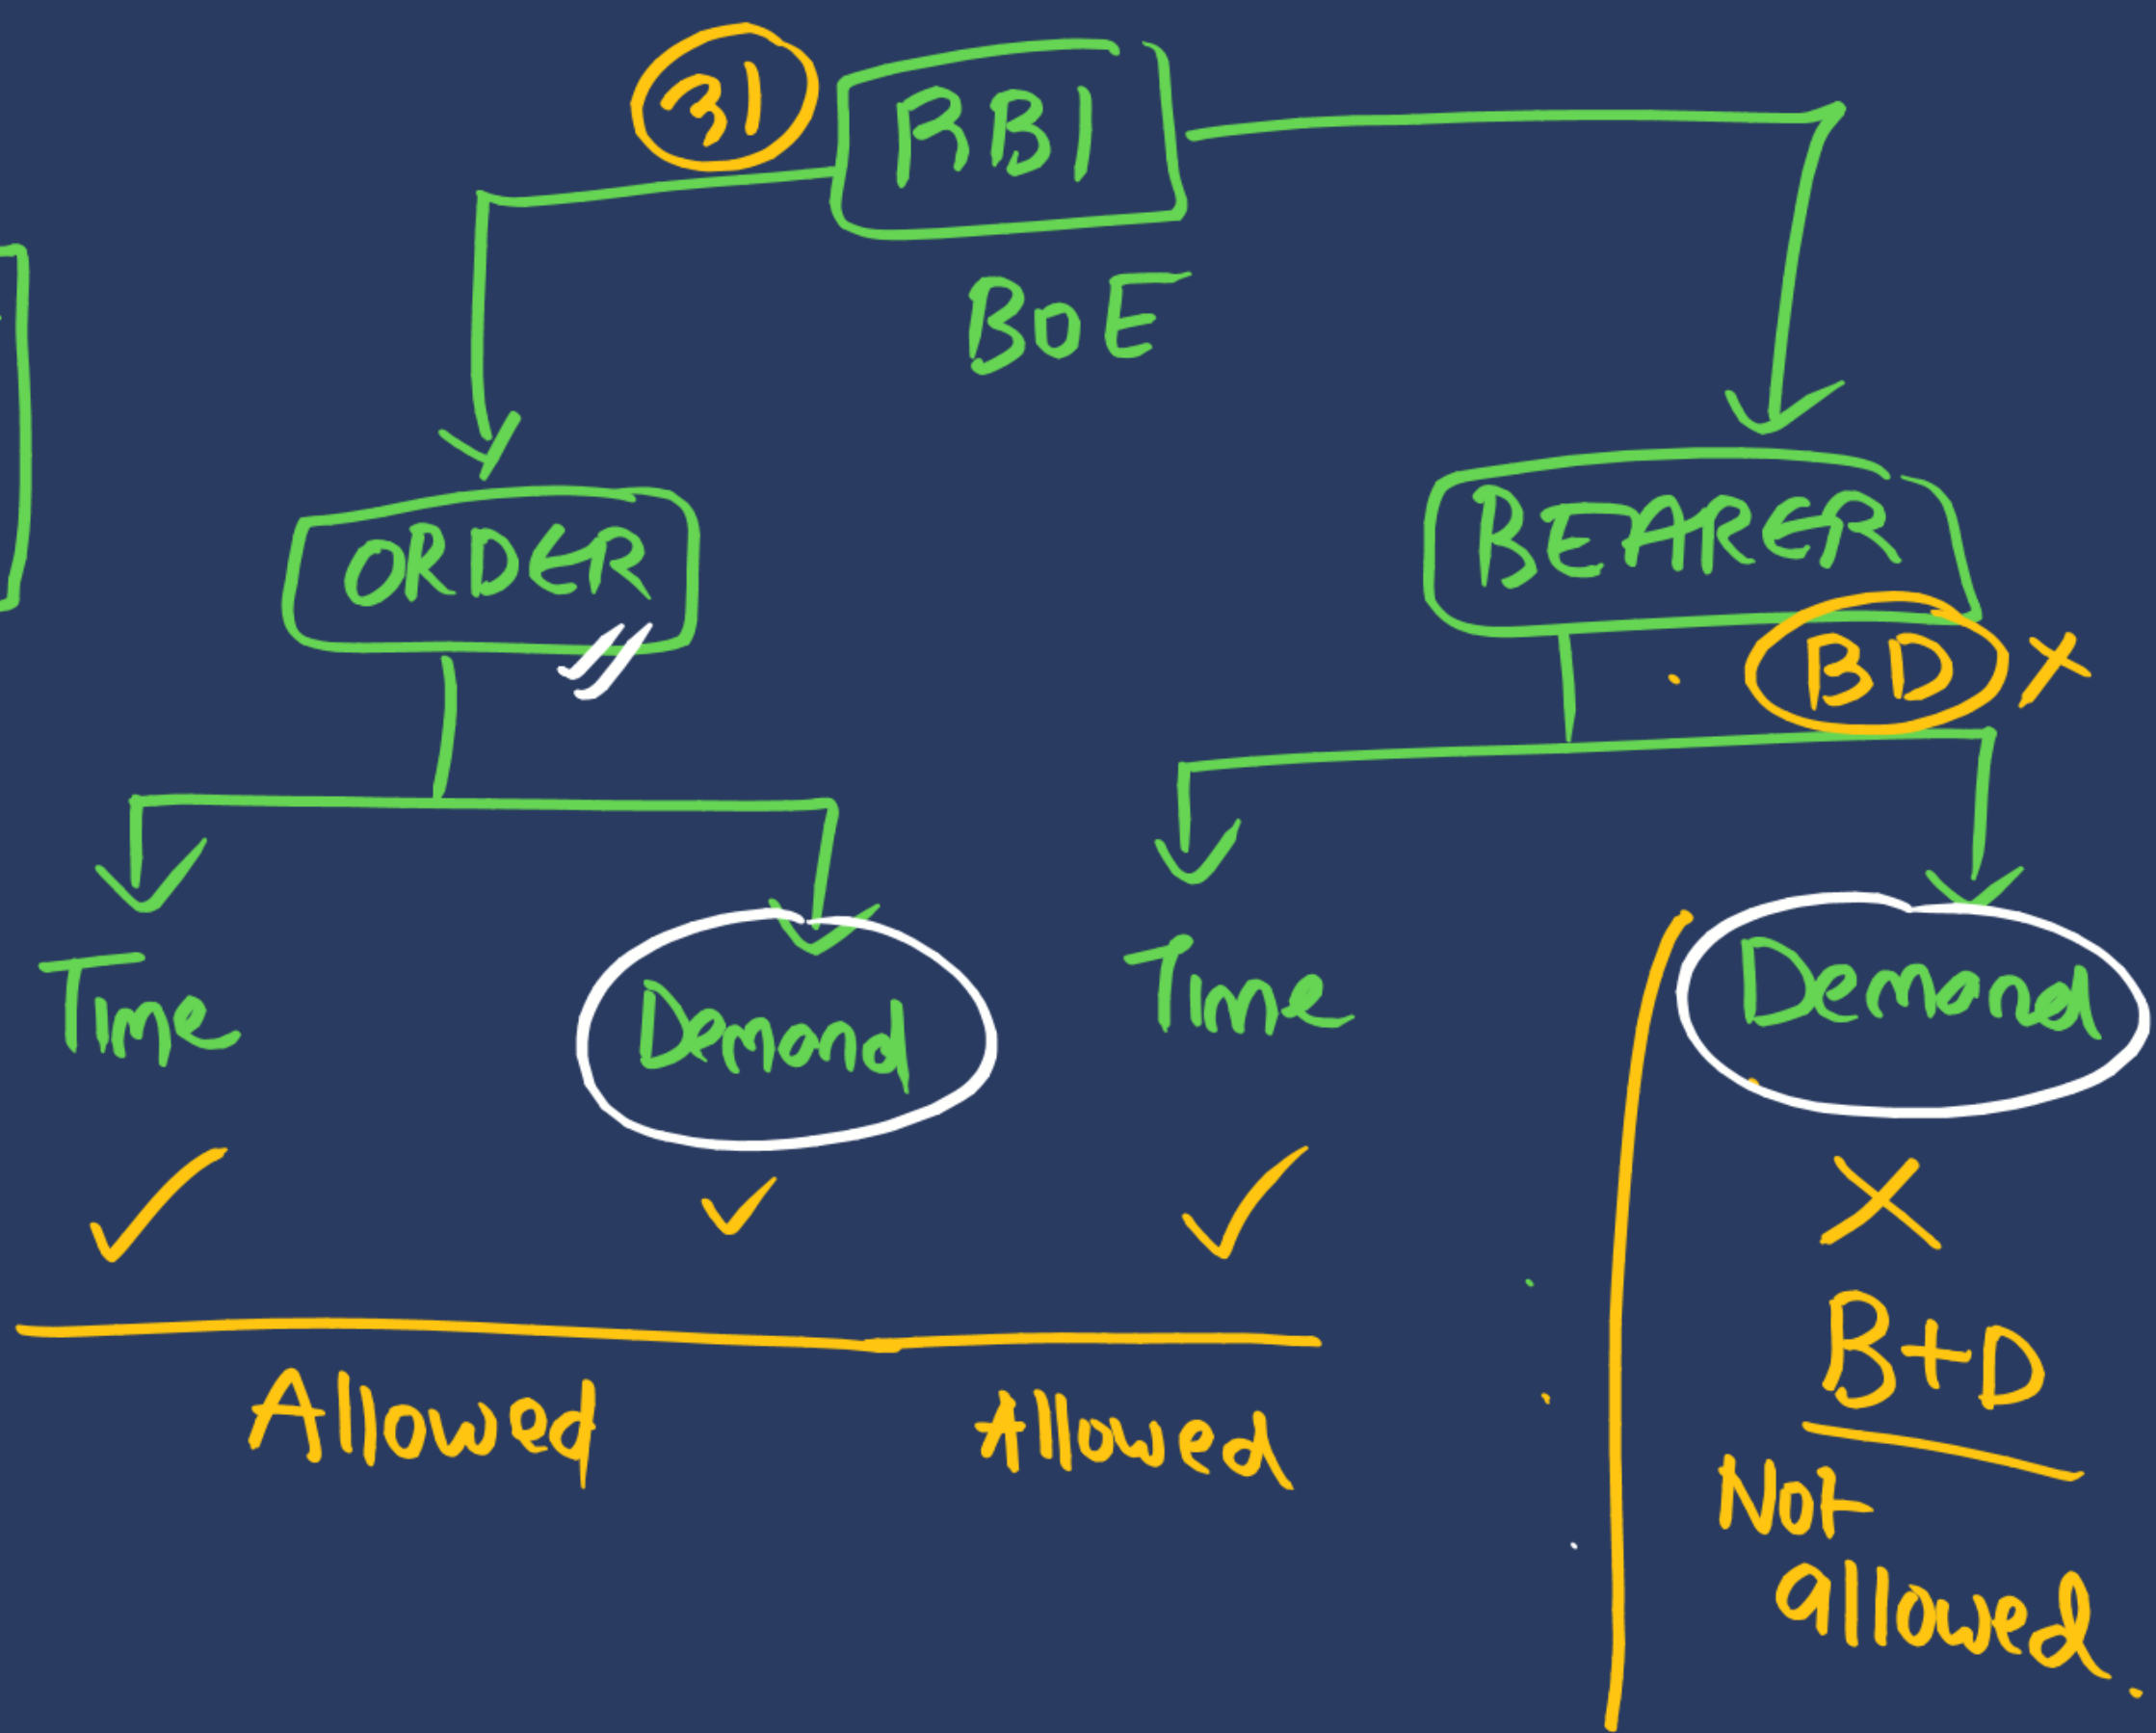 31 RBI
BOE
ORDER BEARER
BD X
Time Demand Time Demand
✓ ✓ ✓ X
B+D
Allowed Allowed
Not
allowed.